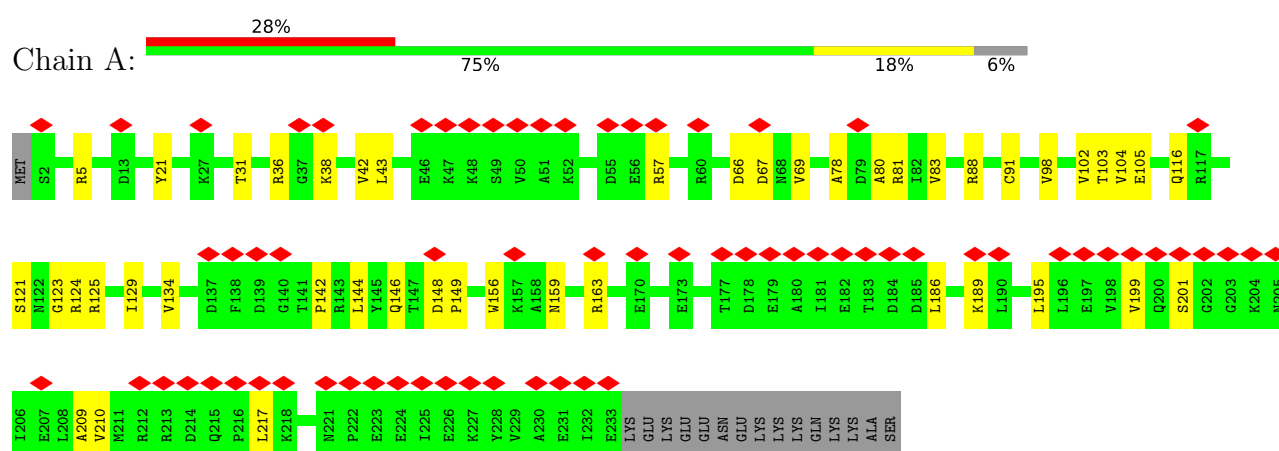 28%
Chain A:
75% 18% 6%
MET S2 R5 D13 Y21 K27 T31 R36 G37 K38 V42 L43 E46 K47 K48 S49 V50 A51 K52 D55 E56 R57 R60 D66 D67 N68 V69 A78 D79 A80 R81 I82 V83 R88 C91 V98 V102 T103 V104 E105 Q116 R117
S121 N122 G123 R124 R125 I129 V134 D137 F138 D139 G140 T141 P142 R143 L144 Y145 Q146 T147 D148 P149 W156 K157 A158 N159 R163 E170 E173 T177 D178 E179 A180 I181 E182 T183 D184 D185 L186 K189 L190 L195 L196 E197 V198 V199 Q200 S201 G202 G203 K204 N205
I206 E207 L208 A209 V210 M211 R212 R213 D214 Q215 P216 L217 K218 N221 P222 E223 E224 I225 E226 K227 Y228 V229 A230 E231 I232 E233 LYS GLU LYS GLU GLU ASN GLU LYS LYS LYS GLN LYS LYS ALA SER